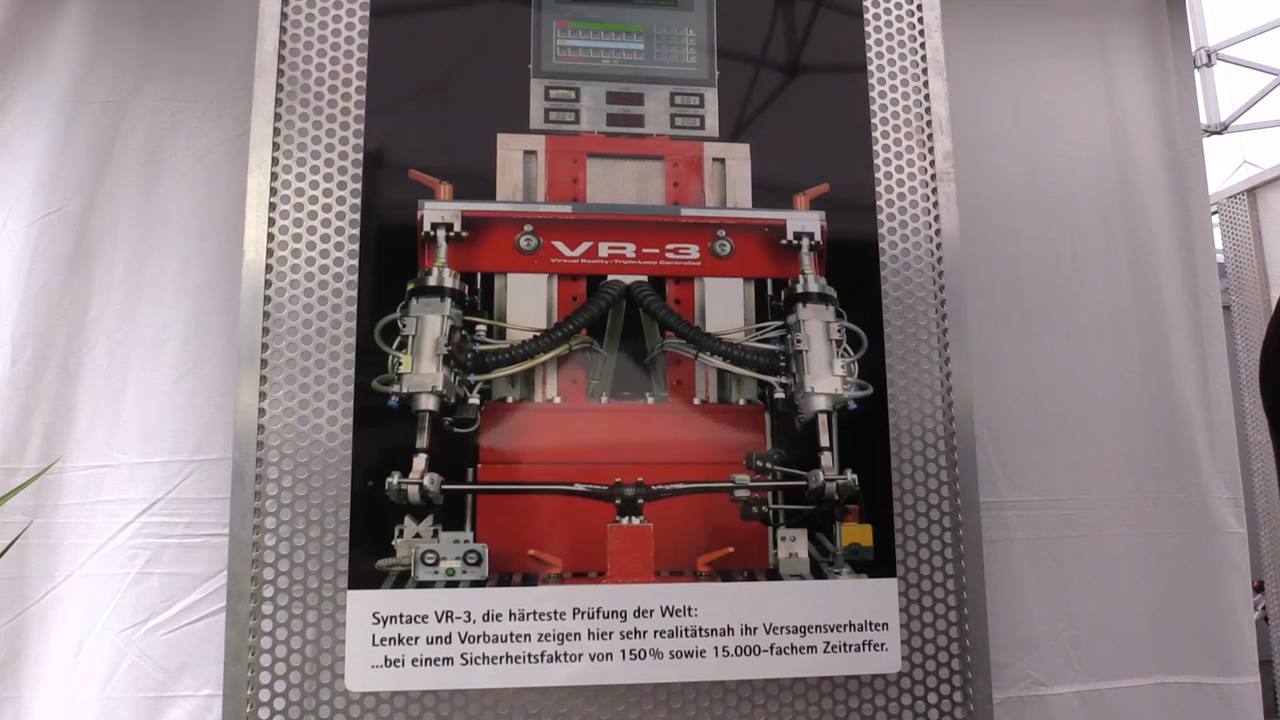 VR-3
Virtual Reality • Triple-Loop Controlled
Syntace VR-3, die härteste Prüfung der Welt:
Lenker und Vorbauten zeigen hier sehr realitätsnah ihr Versagensverhalten
...bei einem Sicherheitsfaktor von 150% sowie 15.000-fachem Zeitraffer.